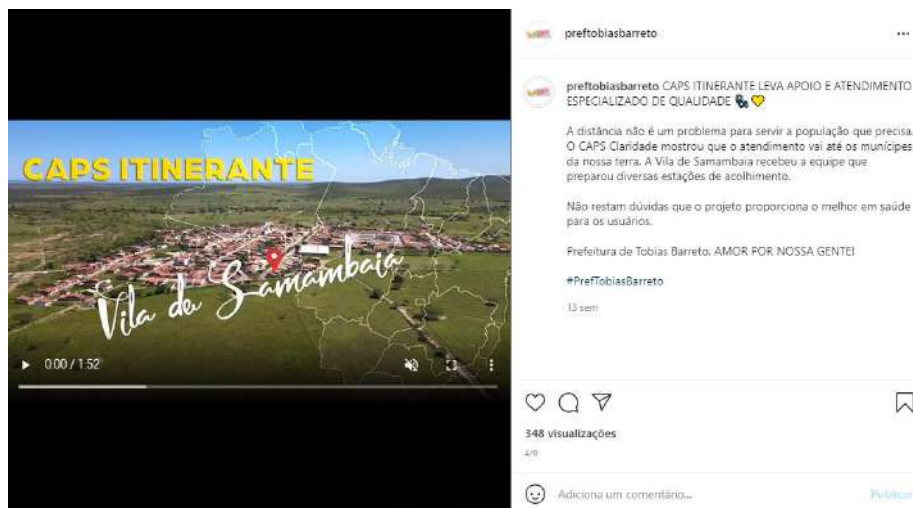 CAPS ITINERANTE
Vila de Samambaia
0:00 / 1:52
preftobiasbarreto
preftobiasbarreto CAPS ITINERANTE LEVA APOIO E ATENDIMENTO
ESPECIALIZADO DE QUALIDADE
A distância não é um problema para servir a população que precisa.
O CAPS Claridade mostrou que o atendimento vai até os munícipes
da nossa terra. A Vila de Samambaia recebeu a equipe que
preparou diversas estações de acolhimento.
Não restam dúvidas que o projeto proporciona o melhor em saúde
para os usuários.
Prefeitura de Tobias Barreto. AMOR POR NOSSA GENTE!
#PrefTobiasBarreto
13 sem
348 visualizações
Adiciona um comentário...
Publicar